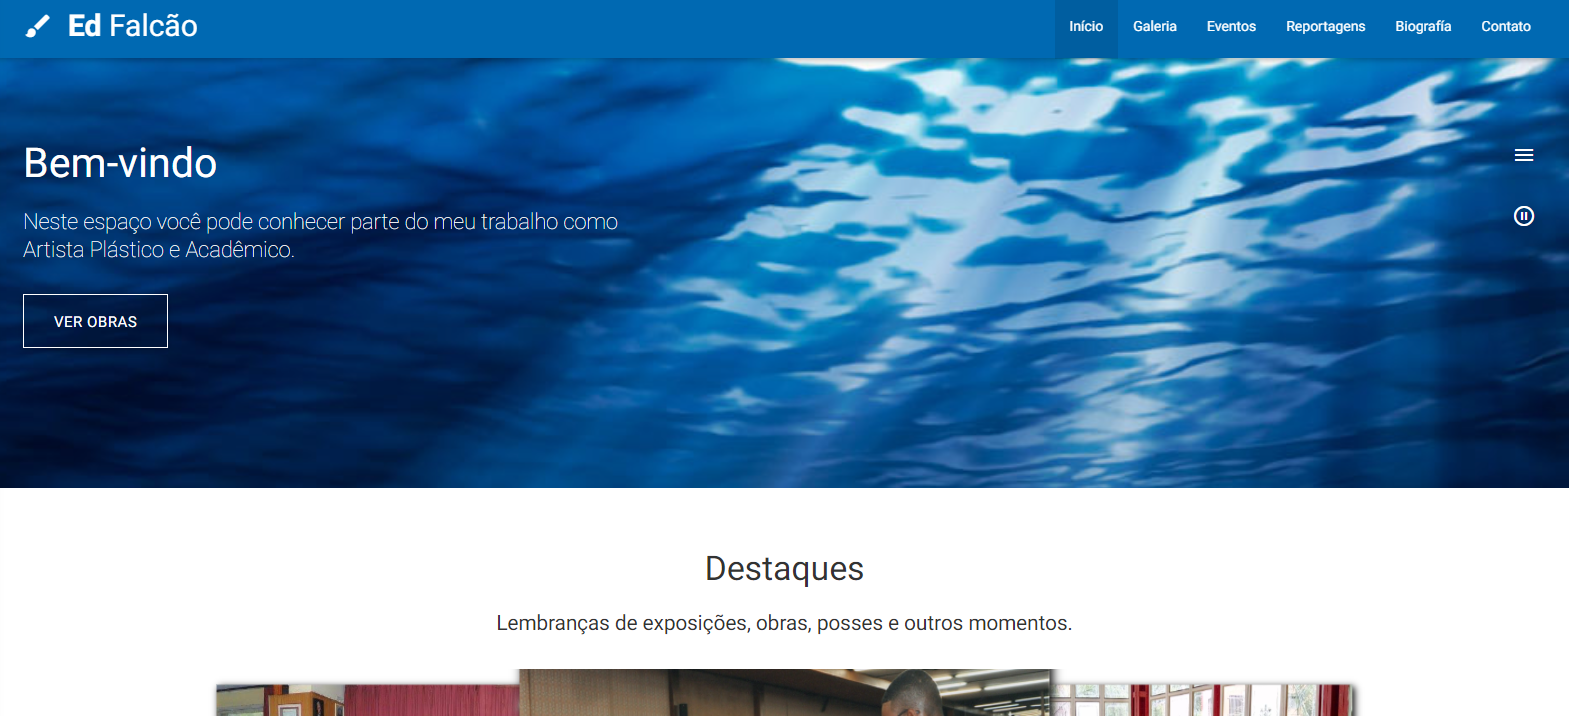 Ed Falcão
Início
Galeria
Eventos
Reportagens
Biografía
Contato
Bem-vindo
Neste espaço você pode conhecer parte do meu trabalho como
Artista Plástico e Acadêmico.
VER OBRAS
Destaques
Lembranças de exposições, obras, posses e outros momentos.